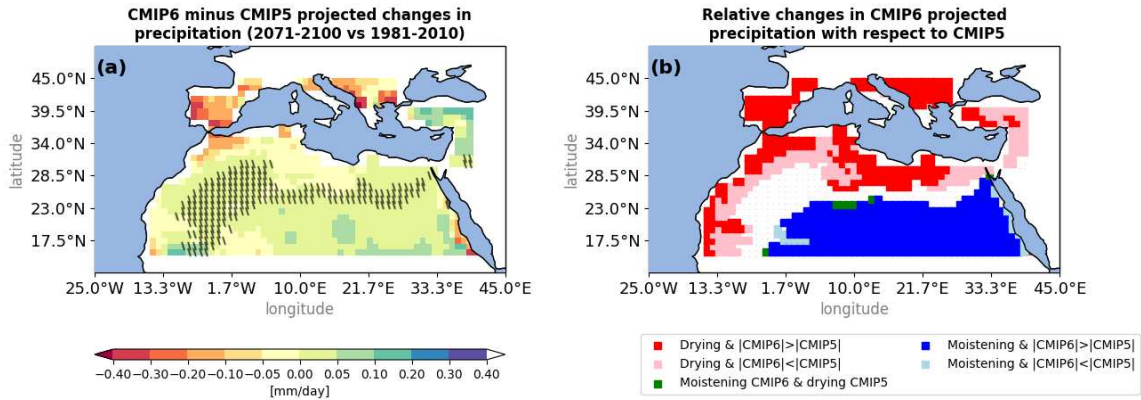 CMIP6 minus CMIP5 projected changes in
precipitation (2071-2100 vs 1981-2010)
(a)
45.0°N
39.5°N
34.0°N
28.5°N
23.0°N
17.5°N
latitude
25.0°W 13.3°W 1.7°W 10.0°E 21.7°E 33.3°E 45.0°E
longitude
−0.40 −0.30 −0.20 −0.10 −0.05 0.00 0.05 0.10 0.20 0.30 0.40
[mm/day]
Relative changes in CMIP6 projected
precipitation with respect to CMIP5
(b)
45.0°N
39.5°N
34.0°N
28.5°N
23.0°N
17.5°N
latitude
25.0°W 13.3°W 1.7°W 10.0°E 21.7°E 33.3°E 45.0°E
longitude
Drying & |CMIP6|>|CMIP5|
Drying & |CMIP6|<|CMIP5|
Moistening CMIP6 & drying CMIP5
Moistening & |CMIP6|>|CMIP5|
Moistening & |CMIP6|<|CMIP5|